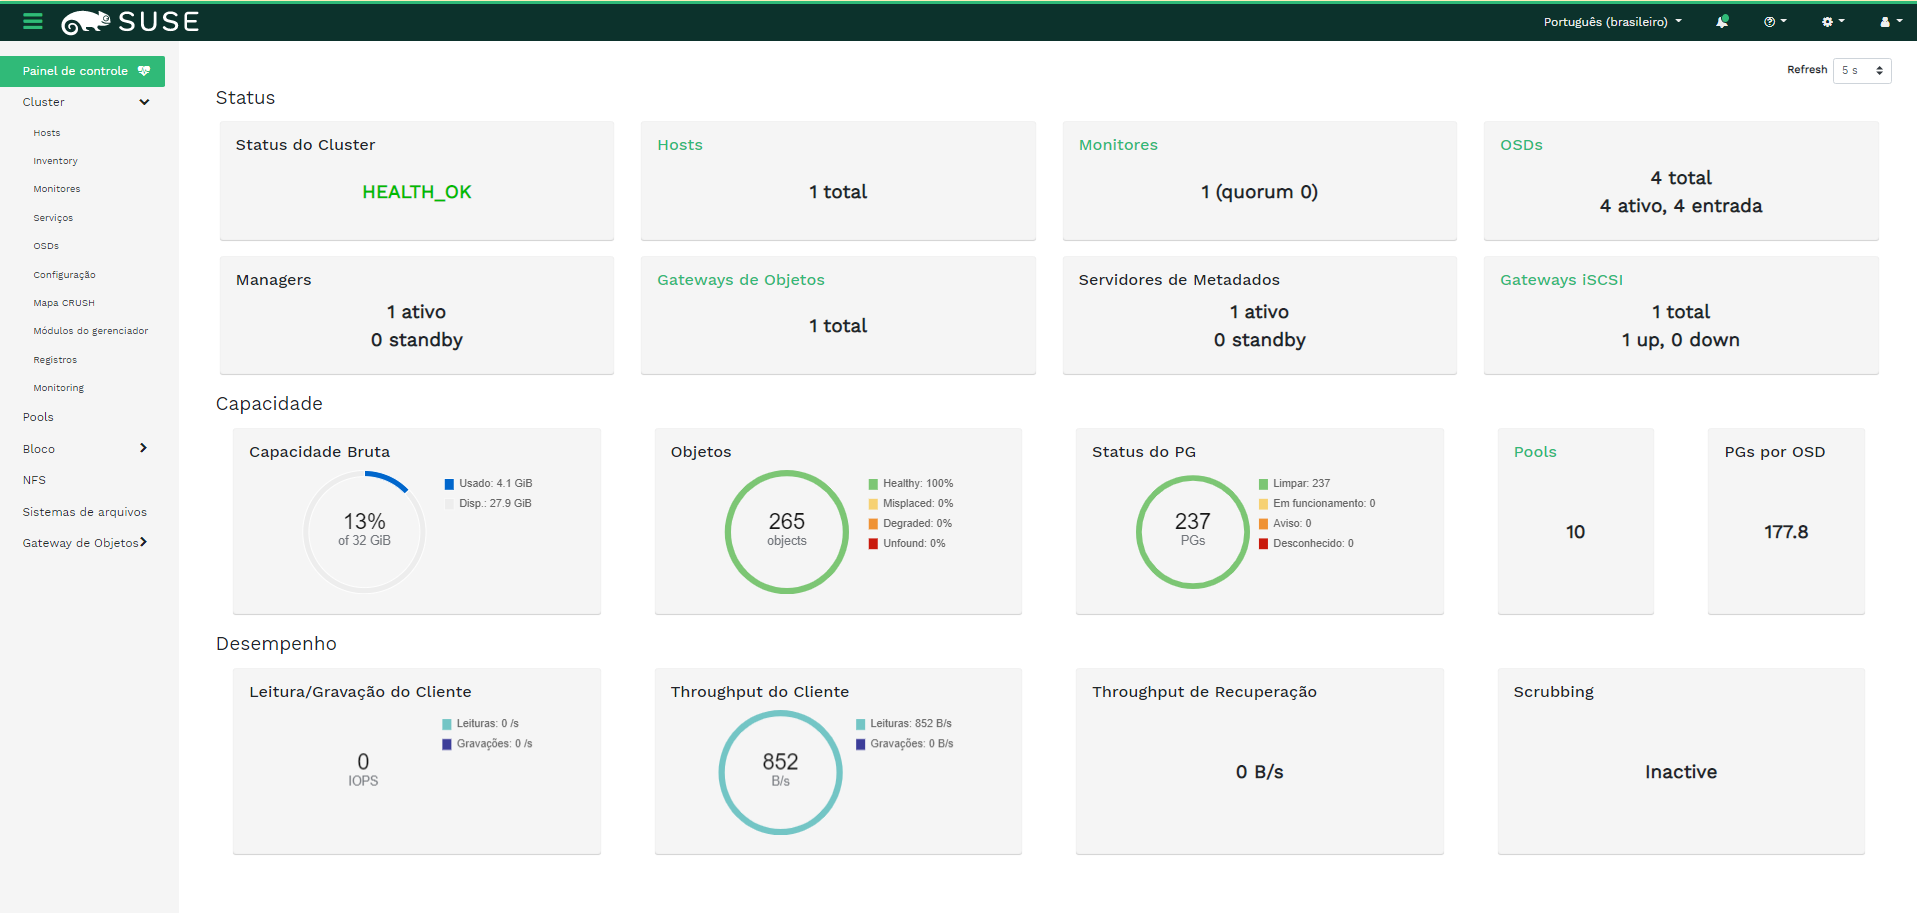 SUSE
Português (brasileiro)
Painel de controle
Cluster
Hosts
Inventory
Monitores
Serviços
OSDs
Configuração
Mapa CRUSH
Módulos do gerenciador
Registros
Monitoring
Pools
Bloco
NFS
Sistemas de arquivos
Gateway de Objetos
Refresh 5 s
Status
Status do Cluster
HEALTH_OK
Hosts
1 total
Monitores
1 (quorum 0)
OSDs
4 total
4 ativo, 4 entrada
Managers
1 ativo
0 standby
Gateways de Objetos
1 total
Servidores de Metadados
1 ativo
0 standby
Gateways iSCSI
1 total
1 up, 0 down
Capacidade
Capacidade Bruta
13%
of 32 GiB
Usado: 4.1 GiB
Disp.: 27.9 GiB
Objetos
265
objects
Healthy: 100%
Misplaced: 0%
Degraded: 0%
Unfound: 0%
Status do PG
237
PGs
Limpar: 237
Em funcionamento: 0
Aviso: 0
Desconhecido: 0
Pools
10
PGs por OSD
177.8
Desempenho
Leitura/Gravação do Cliente
0
IOPS
Leituras: 0 /s
Gravações: 0 /s
Throughput do Cliente
852
B/s
Leituras: 852 B/s
Gravações: 0 B/s
Throughput de Recuperação
0 B/s
Scrubbing
Inactive